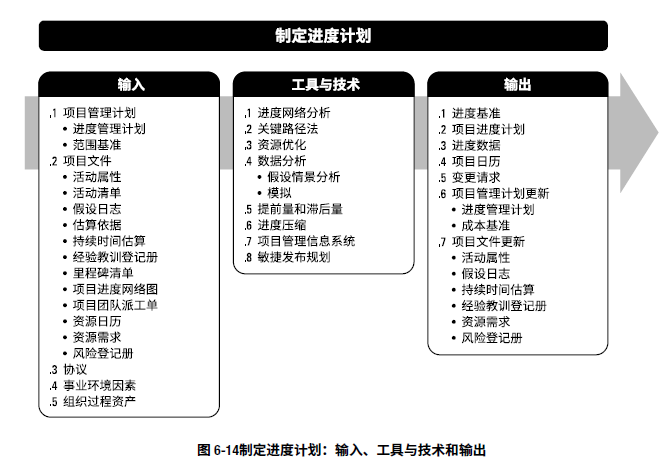 制定进度计划
输入
.1 项目管理计划
• 进度管理计划
• 范围基准
.2 项目文件
• 活动属性
• 活动清单
• 假设日志
• 估算依据
• 持续时间估算
• 经验教训登记册
• 里程碑清单
• 项目进度网络图
• 项目团队派工单
• 资源日历
• 资源需求
• 风险登记册
.3 协议
.4 事业环境因素
.5 组织过程资产
工具与技术
.1 进度网络分析
.2 关键路径法
.3 资源优化
.4 数据分析
• 假设情景分析
• 模拟
.5 提前量和滞后量
.6 进度压缩
.7 项目管理信息系统
.8 敏捷发布规划
输出
.1 进度基准
.2 项目进度计划
.3 进度数据
.4 项目日历
.5 变更请求
.6 项目管理计划更新
• 进度管理计划
• 成本基准
.7 项目文件更新
• 活动属性
• 假设日志
• 持续时间估算
• 经验教训登记册
• 资源需求
• 风险登记册
图 6-14制定进度计划：输入、工具与技术和输出